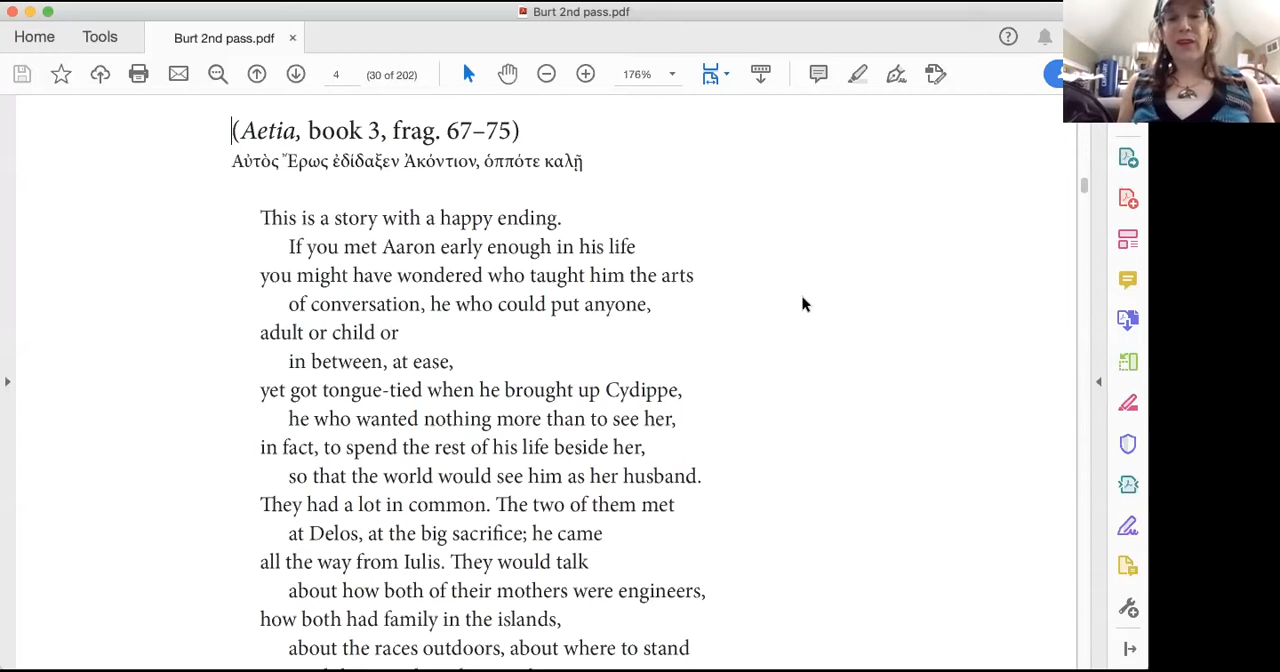 Burt 2nd pass.pdf
Home Tools Burt 2nd pass.pdf ×
4 (30 of 202) 176%
(Aetia, book 3, frag. 67–75)
Αὐτὸς Ἔρως ἐδίδαξεν Ἀκόντιον, ὁππότε καλῇ
This is a story with a happy ending.
If you met Aaron early enough in his life
you might have wondered who taught him the arts
of conversation, he who could put anyone,
adult or child or
in between, at ease,
yet got tongue-tied when he brought up Cydippe,
he who wanted nothing more than to see her,
in fact, to spend the rest of his life beside her,
so that the world would see him as her husband.
They had a lot in common. The two of them met
at Delos, at the big sacrifice; he came
all the way from Iulis. They would talk
about how both of their mothers were engineers,
how both had family in the islands,
about the races outdoors, about where to stand